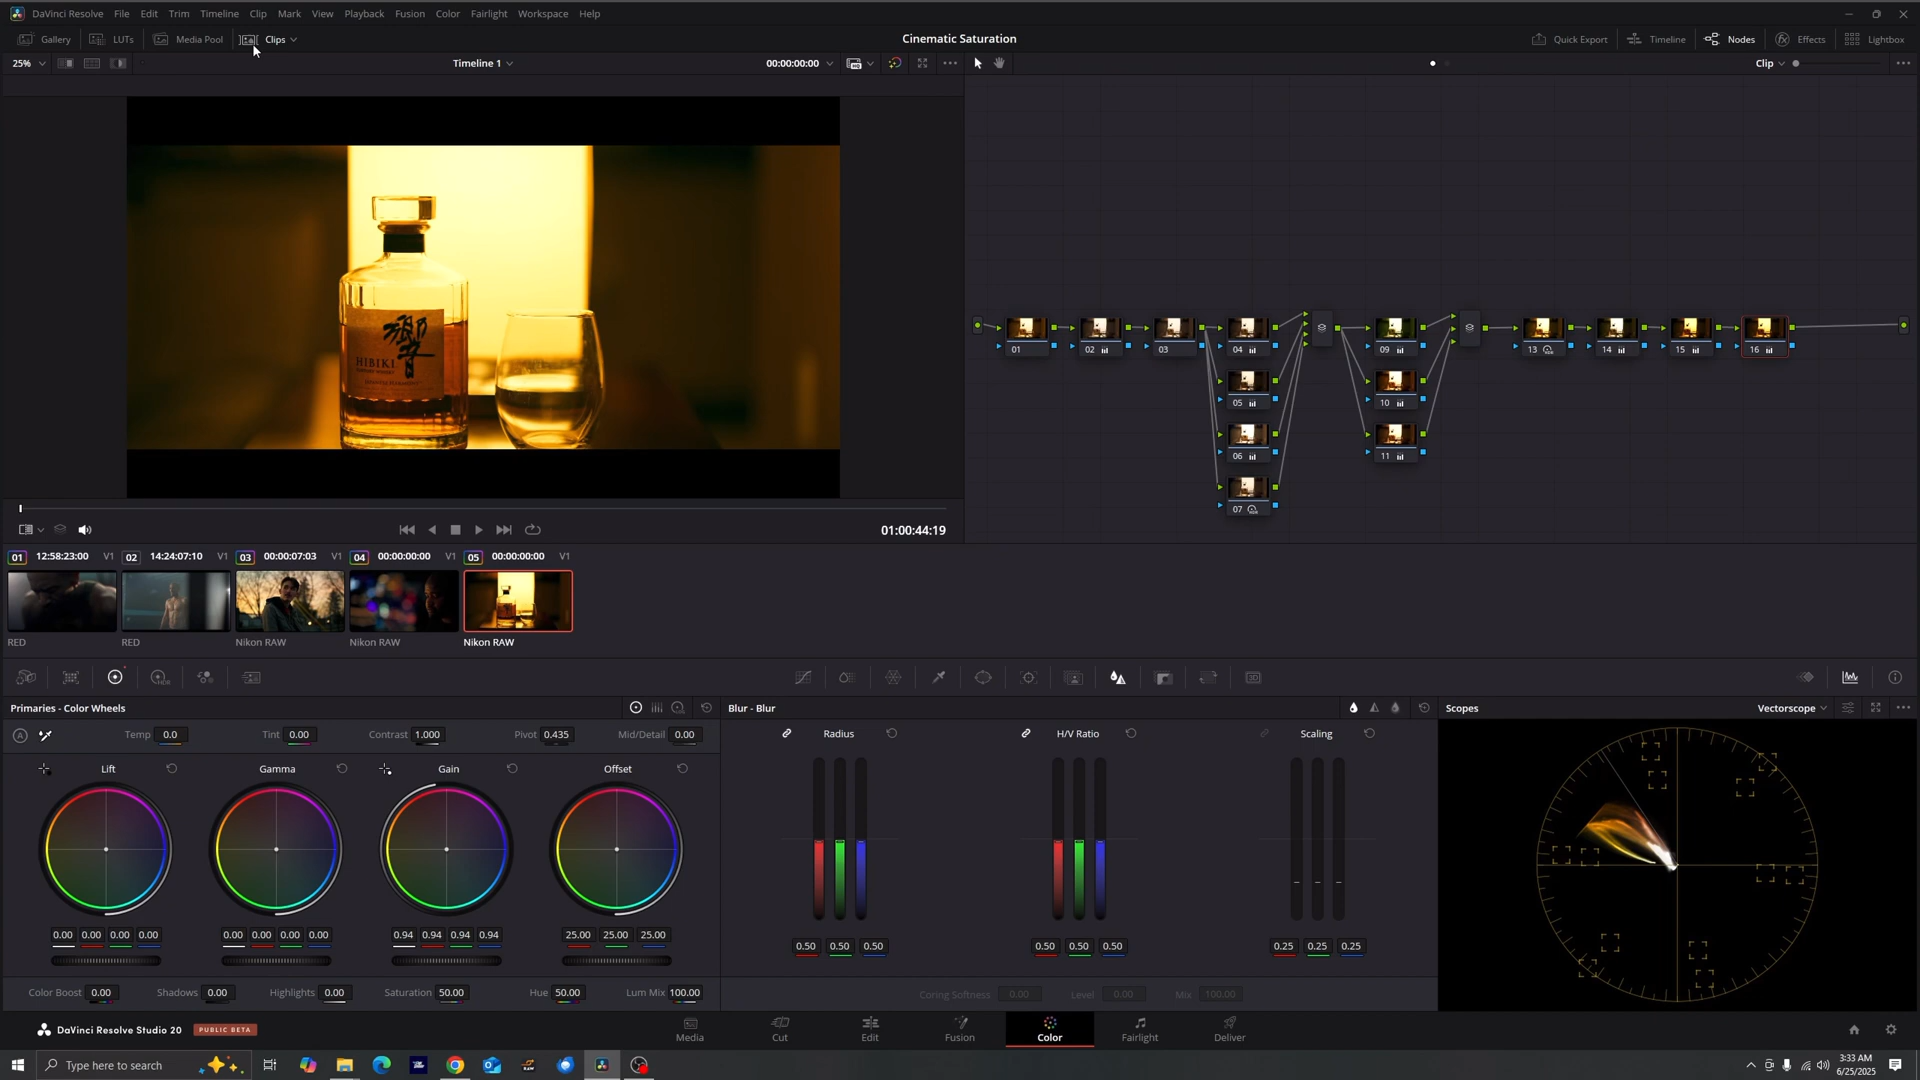 DaVinci Resolve File Edit Trim Timeline Clip Mark View Playback Fusion Color Fairlight Workspace Help
Gallery LUTs Media Pool Clips Cinematic Saturation Quick Export Timeline Nodes Effects Lightbox
25% Timeline 1 00:00:00:00 Clip
響
HIBIKI
01 02 03 04 09 13 14 15 16
05 10
06 11
07
01:00:44:19
01 12:58:23:00 V1 02 14:24:07:10 V1 03 00:00:07:03 V1 04 00:00:00:00 V1 05 00:00:00:00 V1
RED RED Nikon RAW Nikon RAW Nikon RAW
Primaries - Color Wheels Blur - Blur Scopes Vectorscope
Temp 0.0 Tint 0.00 Contrast 1.000 Pivot 0.435 Mid/Detail 0.00 Radius H/V Ratio Scaling
Lift Gamma Gain Offset
0.00 0.00 0.00 0.00 0.00 0.00 0.00 0.00 0.94 0.94 0.94 0.94 25.00 25.00 25.00
0.50 0.50 0.50 0.50 0.50 0.50 0.25 0.25 0.25
Color Boost 0.00 Shadows 0.00 Highlights 0.00 Saturation 50.00 Hue 50.00 Lum Mix 100.00 Coring Softness 0.00 Level 0.00 Mix 100.00
DaVinci Resolve Studio 20 PUBLIC BETA Media Cut Edit Fusion Color Fairlight Deliver
Type here to search
3:33 AM
6/25/2025